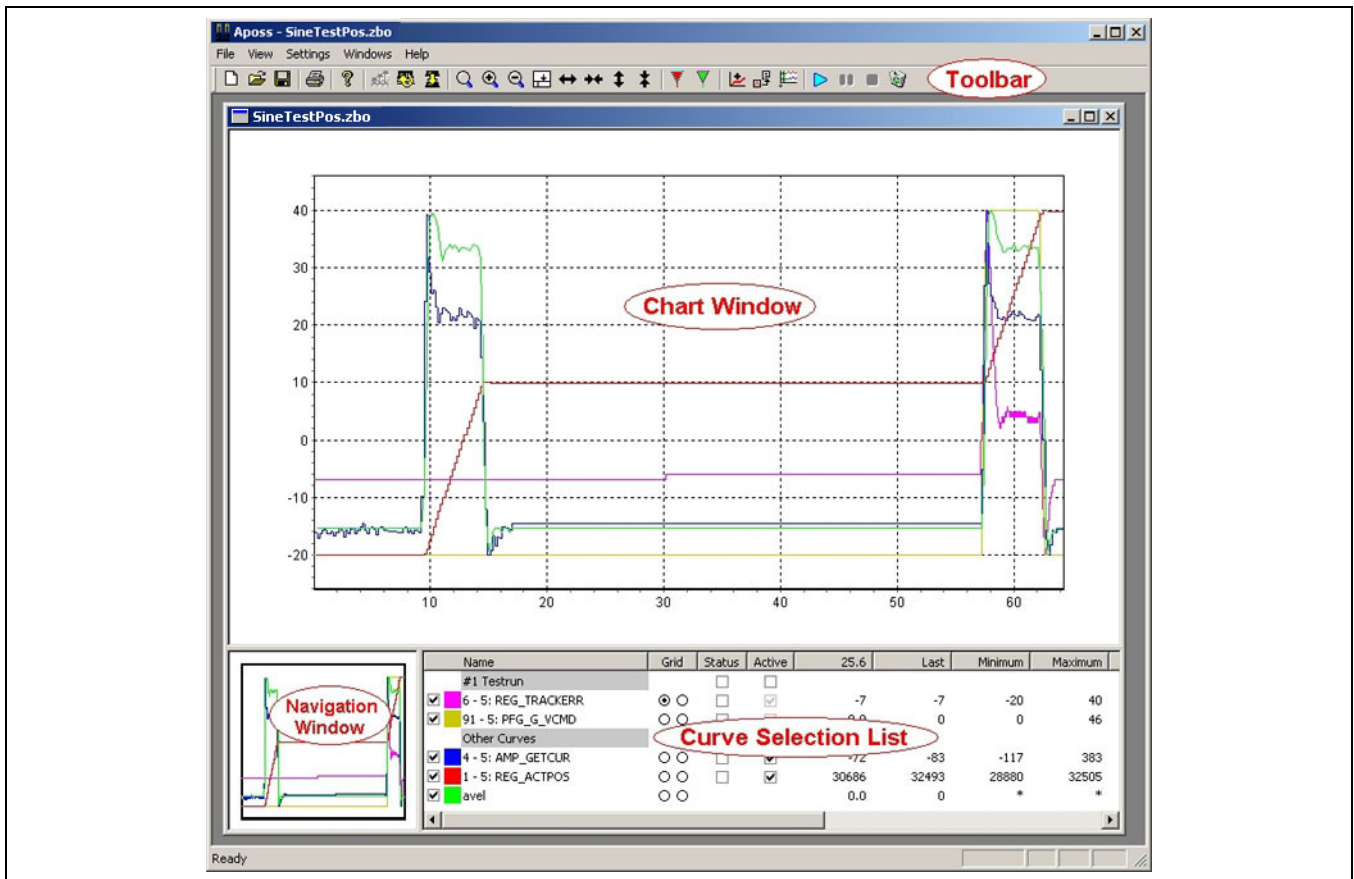 Aposs - SineTestPos.zbo
File View Settings Windows Help
Toolbar
SineTestPos.zbo
40
30
20
10
0
-10
-20
10 20 30 40 50 60
Chart Window
Navigation Window
Name Grid Status Active 25.6 Last Minimum Maximum
#1 Testrun
6 - 5: REG_TRACKERR -7 -7 -20 40
91 - 5: PFG_G_VCMD 0 0 46
Other Curves
Curve Selection List
4 - 5: AMP_GETCUR -72 -83 -117 383
1 - 5: REG_ACTPOS 30686 32493 28880 32505
avel 0.0 0 * *
Ready